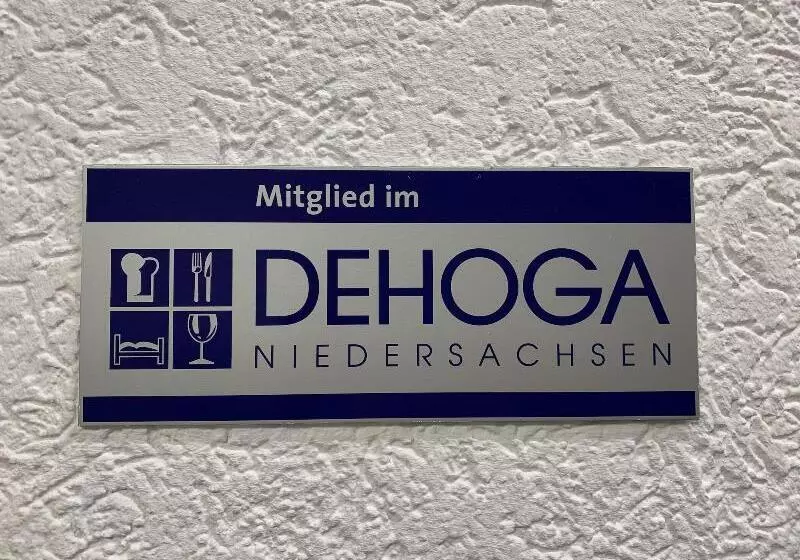 Mitglied im
DEHOGA
NIEDERSACHSEN